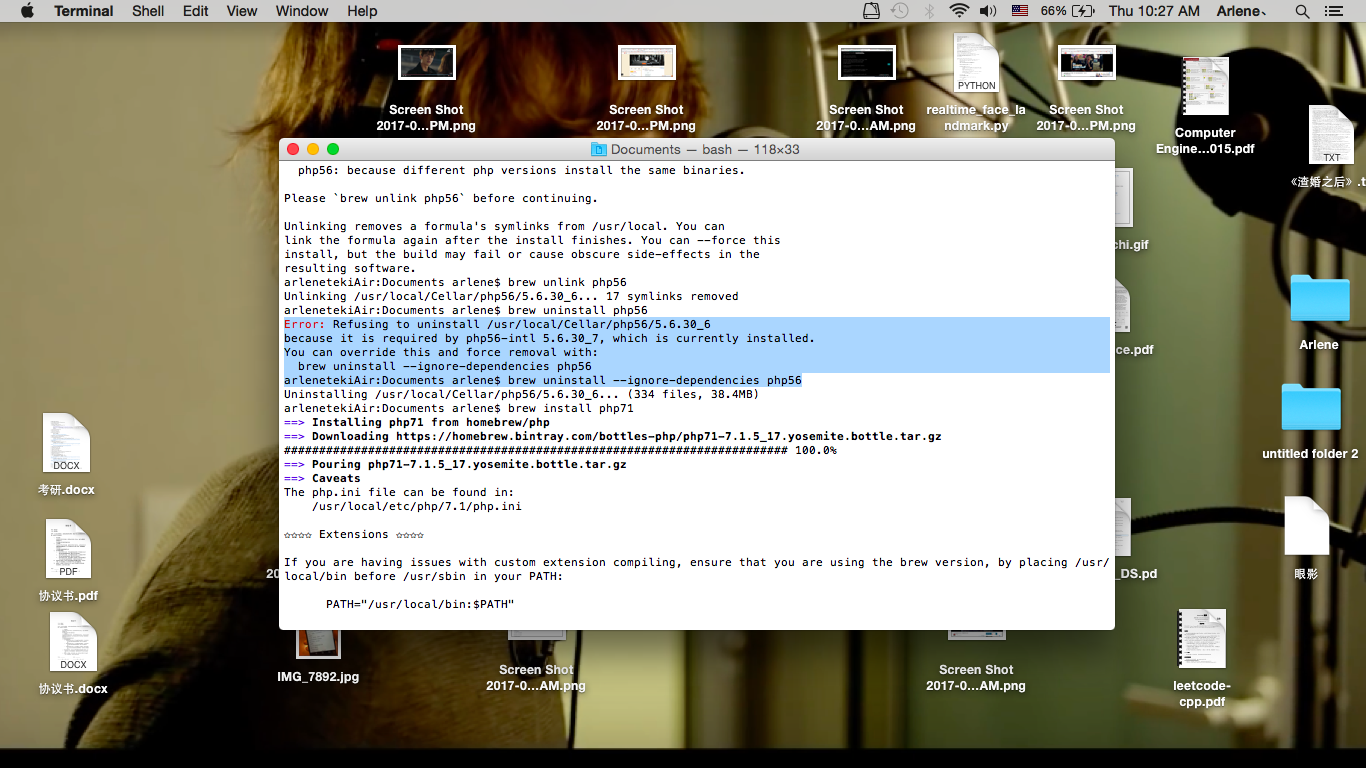 Terminal Shell Edit View Window Help 66% Thu 10:27 AM Arlene
Screen Shot
2017-0...PM.png
Screen Shot
2017-0...PM.png
Screen Shot
2017-0...AM.png
PYTHON
realtime_face_la
ndmark.py
Screen Shot
2017-0...PM.png
Computer
Engine...015.pdf
TXT
《渣婚之后》.t
Documents — bash — 118×33
php56: because different php versions install the same binaries.
Please `brew unlink php56` before continuing.
Unlinking removes a formula's symlinks from /usr/local. You can
link the formula again after the install finishes. You can --force this
install, but the build may fail or cause obscure side-effects in the
resulting software.
arlenetekiAir:Documents arlene$ brew unlink php56
Unlinking /usr/local/Cellar/php56/5.6.30_6... 17 symlinks removed
arlenetekiAir:Documents arlene$ brew uninstall php56
Error: Refusing to uninstall /usr/local/Cellar/php56/5.6.30_6
because it is required by php56-intl 5.6.30_7, which is currently installed.
You can override this and force removal with:
brew uninstall --ignore-dependencies php56
arlenetekiAir:Documents arlene$ brew uninstall --ignore-dependencies php56
Uninstalling /usr/local/Cellar/php56/5.6.30_6... (334 files, 38.4MB)
arlenetekiAir:Documents arlene$ brew install php71
==> Installing php71 from homebrew/php
==> Downloading https://homebrew.bintray.com/bottles-php/php71-7.1.5_17.yosemite.bottle.tar.gz
######################################################################## 100.0%
==> Pouring php71-7.1.5_17.yosemite.bottle.tar.gz
==> Caveats
The php.ini file can be found in:
/usr/local/etc/php/7.1/php.ini
✩✩✩✩ Extensions ✩✩✩✩
If you are having issues with custom extension compiling, ensure that you are using the brew version, by placing /usr/
local/bin before /usr/sbin in your PATH:
PATH="/usr/local/bin:$PATH"
chi.gif
Arlene
ce.pdf
untitled folder 2
DOCX
考研.docx
PDF
协议书.pdf
20
_DS.pd
眼影
DOCX
协议书.docx
IMG_7892.jpg
Screen Shot
2017-0...AM.png
Screen Shot
2017-0...AM.png
leetcode-
cpp.pdf